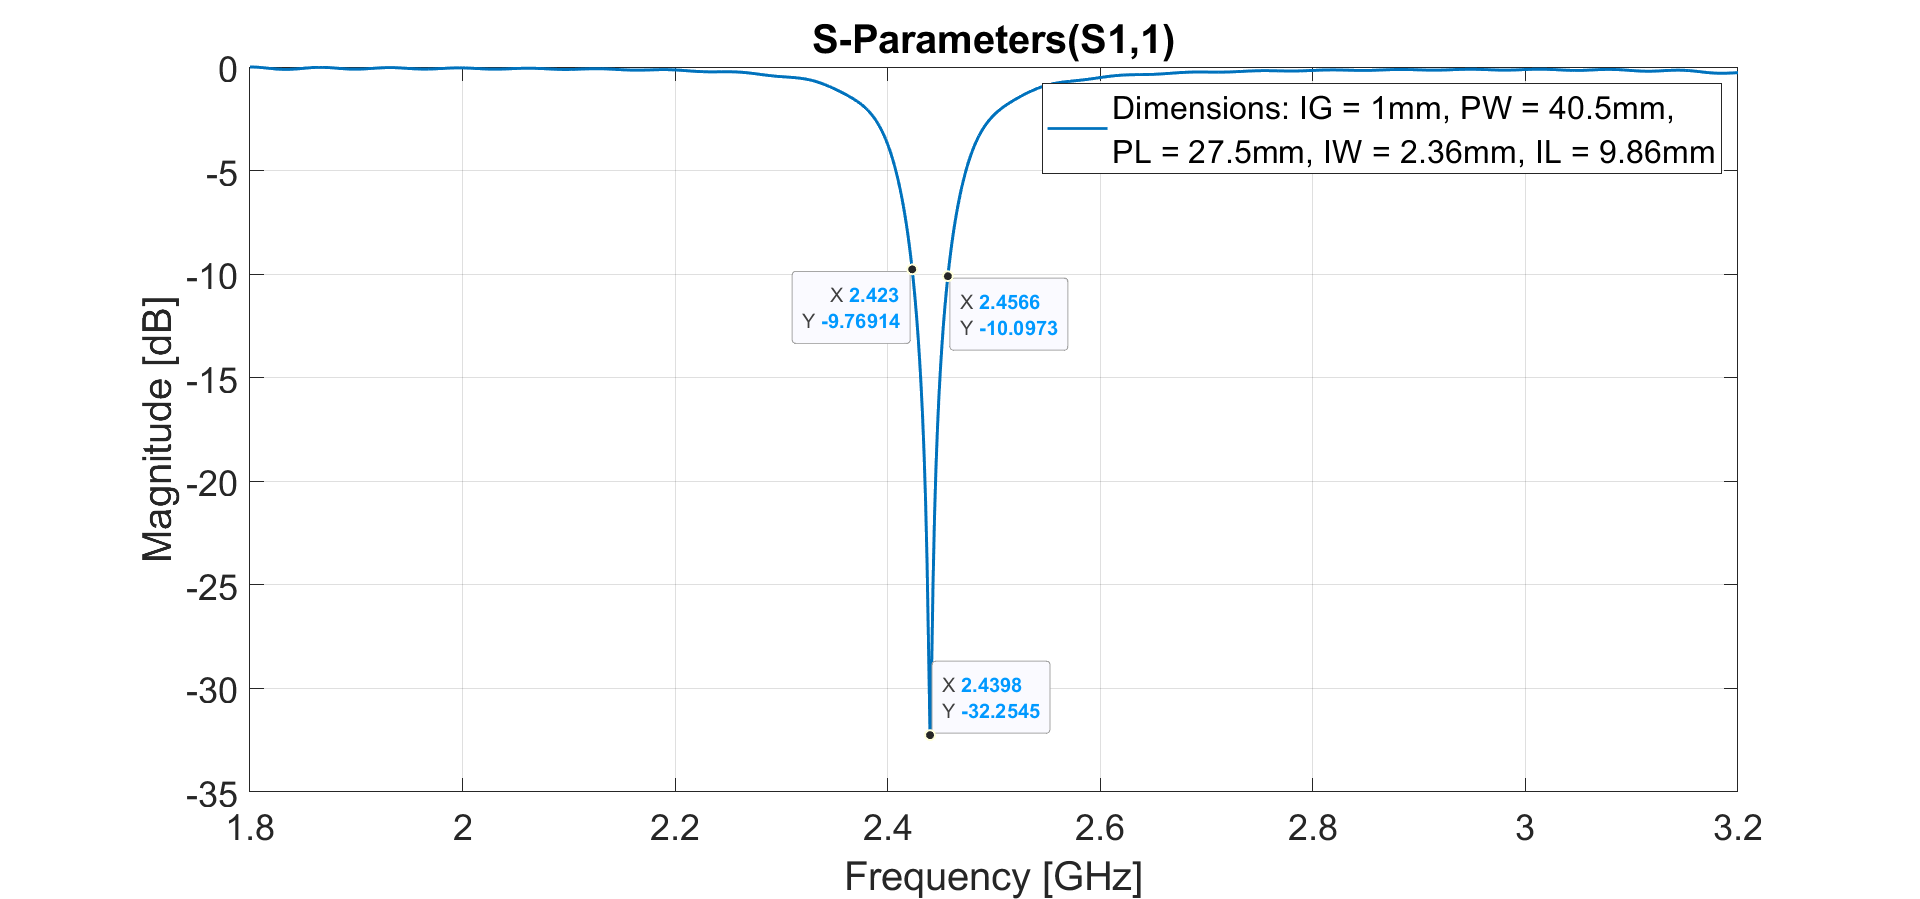 S-Parameters(S1,1)
Dimensions: IG = 1mm, PW = 40.5mm,
PL = 27.5mm, IW = 2.36mm, IL = 9.86mm
0
-5
-10
-15
-20
-25
-30
-35
Magnitude [dB]
X 2.423
Y -9.76914
X 2.4566
Y -10.0973
X 2.4398
Y -32.2545
1.8
2
2.2
2.4
2.6
2.8
3
3.2
Frequency [GHz]